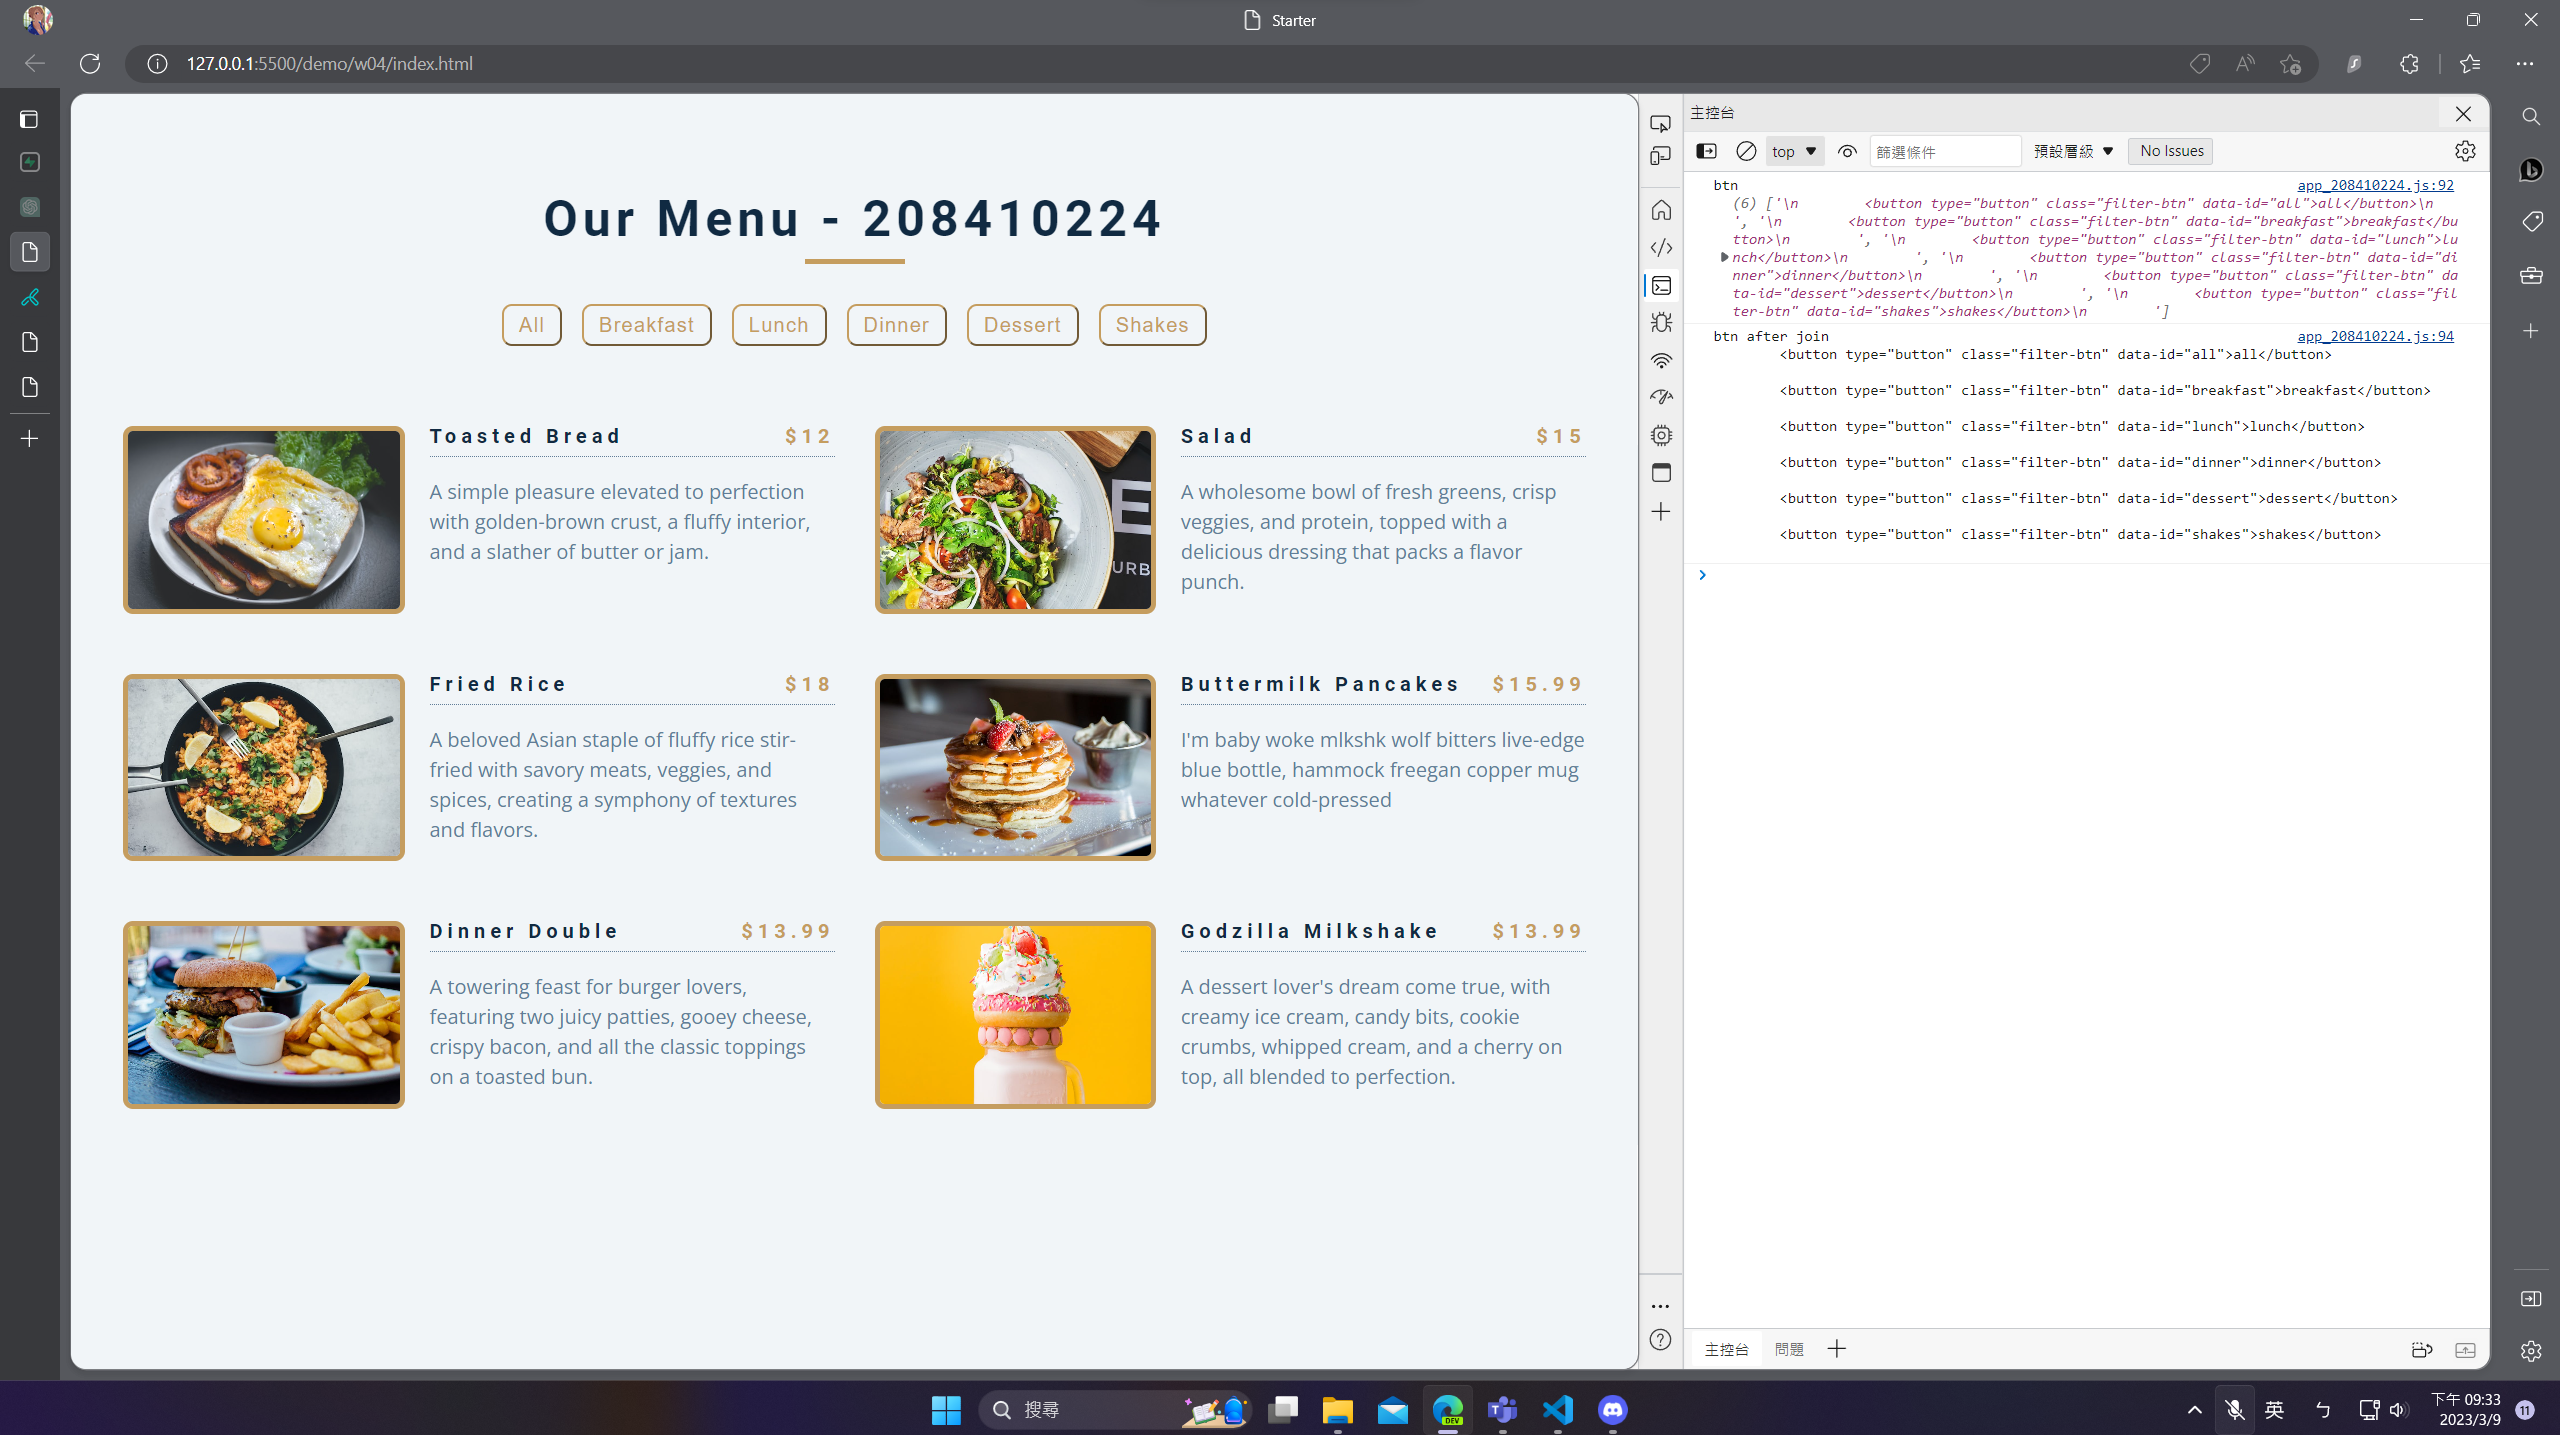 Starter
127.0.0.1:5500/demo/w04/index.html
Our Menu - 208410224
All
Breakfast
Lunch
Dinner
Dessert
Shakes
Toasted Bread $12
A simple pleasure elevated to perfection
with golden-brown crust, a fluffy interior,
and a slather of butter or jam.
Salad $15
A wholesome bowl of fresh greens, crisp
veggies, and protein, topped with a
delicious dressing that packs a flavor
punch.
E
URB
Fried Rice $18
A beloved Asian staple of fluffy rice stir-
fried with savory meats, veggies, and
spices, creating a symphony of textures
and flavors.
Buttermilk Pancakes $15.99
I'm baby woke mlkshk wolf bitters live-edge
blue bottle, hammock freegan copper mug
whatever cold-pressed
Dinner Double $13.99
A towering feast for burger lovers,
featuring two juicy patties, gooey cheese,
crispy bacon, and all the classic toppings
on a toasted bun.
Godzilla Milkshake $13.99
A dessert lover's dream come true, with
creamy ice cream, candy bits, cookie
crumbs, whipped cream, and a cherry on
top, all blended to perfection.
主控台
top
篩選條件
預設層級
No Issues
btn app_208410224.js:92
(6) ['\n        <button type="button" class="filter-btn" data-id="all">all</button>\n
', '\n        <button type="button" class="filter-btn" data-id="breakfast">breakfast</bu
tton>\n        ', '\n        <button type="button" class="filter-btn" data-id="lunch">lu
nch</button>\n        ', '\n        <button type="button" class="filter-btn" data-id="di
nner">dinner</button>\n        ', '\n        <button type="button" class="filter-btn" da
ta-id="dessert">dessert</button>\n        ', '\n        <button type="button" class="fil
ter-btn" data-id="shakes">shakes</button>\n        ']
btn after join app_208410224.js:94
<button type="button" class="filter-btn" data-id="all">all</button>
<button type="button" class="filter-btn" data-id="breakfast">breakfast</button>
<button type="button" class="filter-btn" data-id="lunch">lunch</button>
<button type="button" class="filter-btn" data-id="dinner">dinner</button>
<button type="button" class="filter-btn" data-id="dessert">dessert</button>
<button type="button" class="filter-btn" data-id="shakes">shakes</button>
主控台
問題
搜尋
DEV
英
ㄅ
下午 09:33
2023/3/9
11